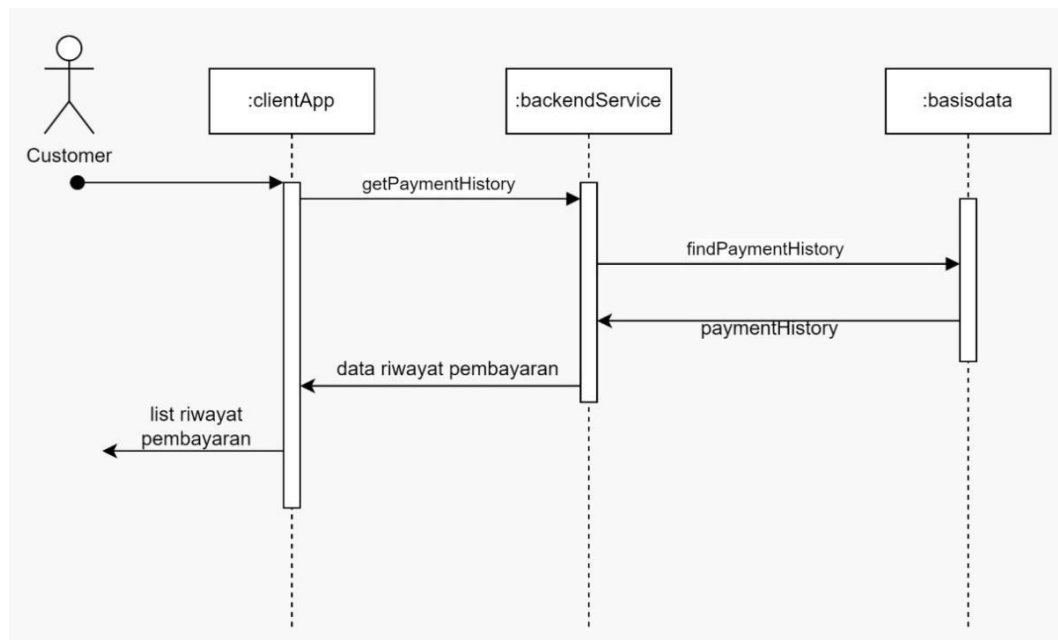 :clientApp
:backendService
:basisdata
Customer
getPaymentHistory
findPaymentHistory
paymentHistory
data riwayat pembayaran
list riwayat
pembayaran